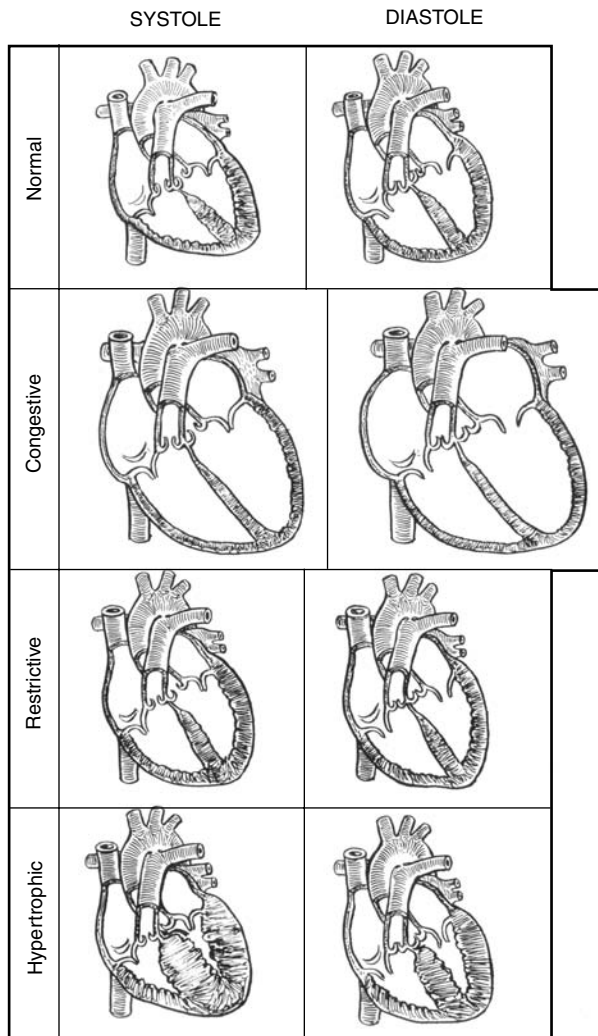 SYSTOLE
DIASTOLE
Normal
Congestive
Restrictive
Hypertrophic